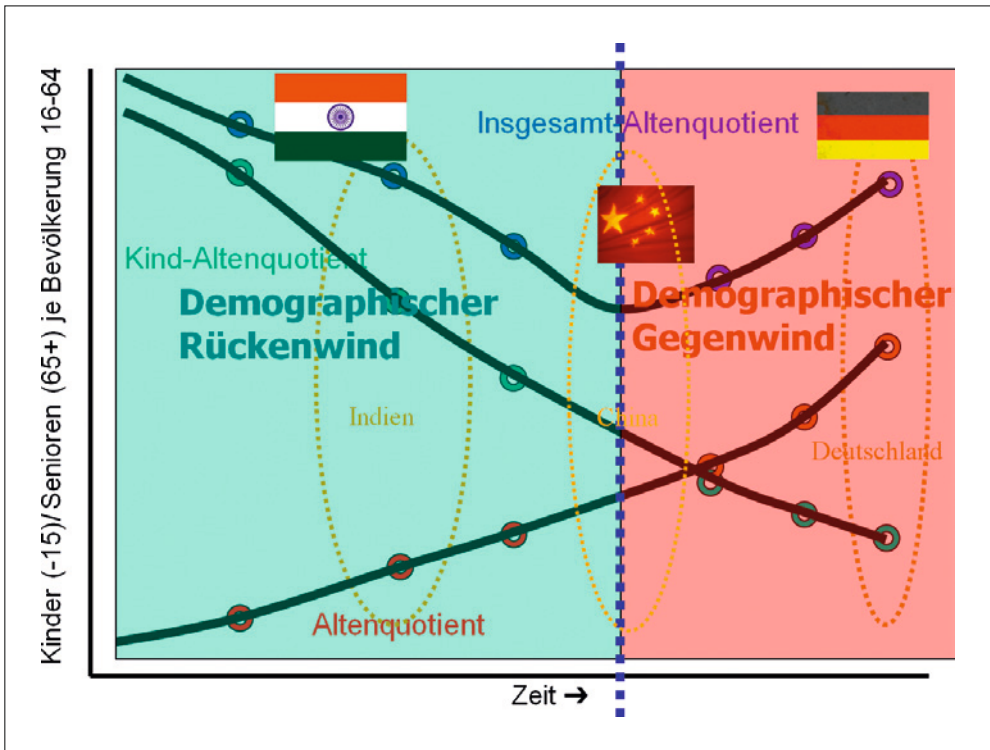 Kinder (-15)/Senioren (65+) je Bevölkerung 16-64
Insgesamt-Altenquotient
Kind-Altenquotient
Demographischer
Rückenwind
Demographischer
Gegenwind
Indien
China
Deutschland
Altenquotient
Zeit →